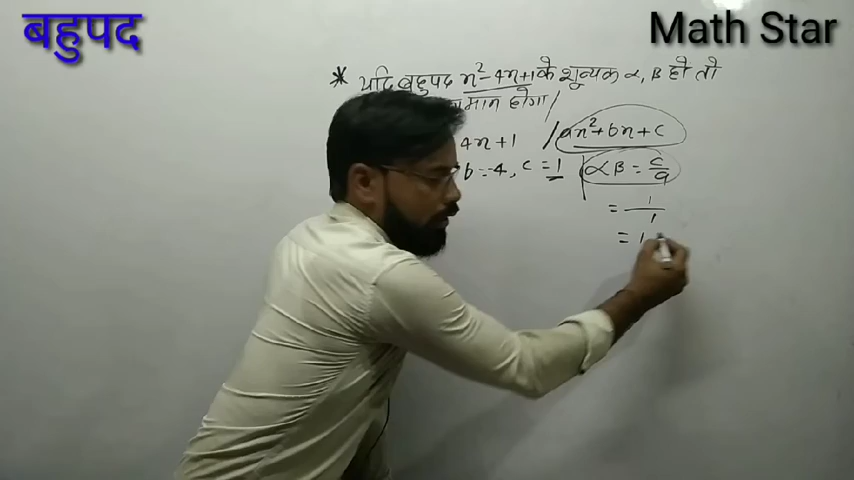 बहुपद
Math Star
* यदि बहुपद x²-4x+1 के शून्यक α, β हो तो
मान होगा/
4x+1 / ax²+bx+c
b=-4, c=1 | αβ = c/a
= 1/1
= 1